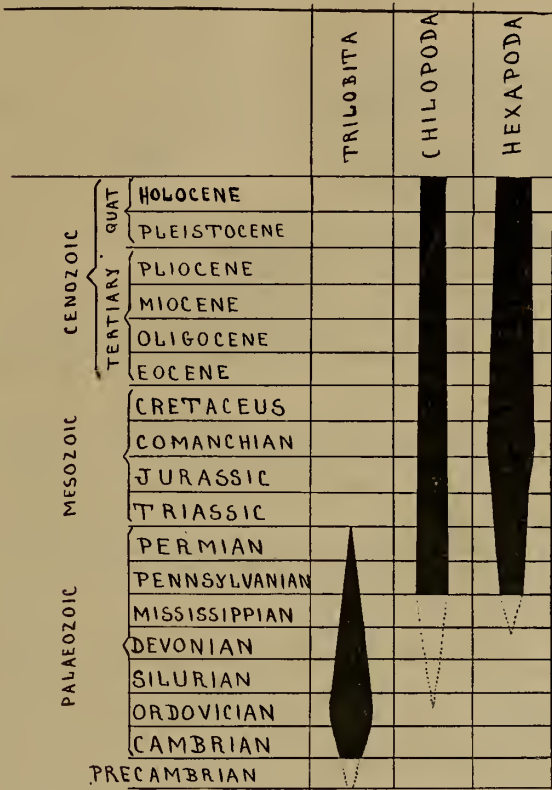 TRILOBITA
CHILOPODA
HEXAPODA
CENOZOIC
QUAT
HOLOCENE
PLEISTOCENE
TERTIARY
PLIOCENE
MIOCENE
OLIGOCENE
EOCENE
MESOZOIC
CRETACEUS
COMANCHIAN
JURASSIC
TRIASSIC
PALAEOZOIC
PERMIAN
PENNSYLVANIAN
MISSISSIPPIAN
DEVONIAN
SILURIAN
ORDOVICIAN
CAMBRIAN
PRECAMBRIAN